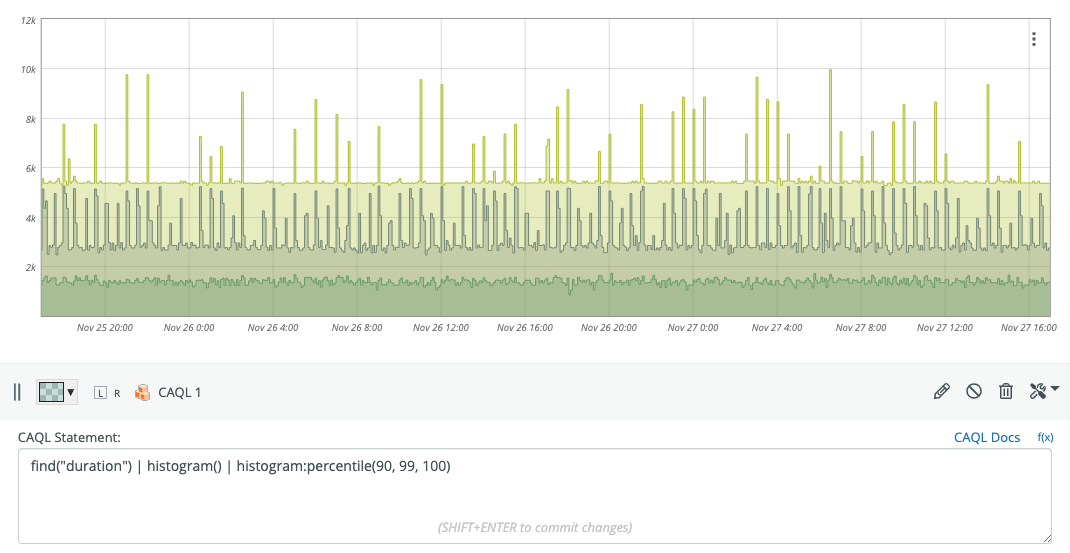 12k
10k
8k
6k
4k
2k
Nov 25 20:00 Nov 26 0:00 Nov 26 4:00 Nov 26 8:00 Nov 26 12:00 Nov 26 16:00 Nov 26 20:00 Nov 27 0:00 Nov 27 4:00 Nov 27 8:00 Nov 27 12:00 Nov 27 16:00
L R CAQL 1
CAQL Statement: CAQL Docs f(x)
find("duration") | histogram() | histogram:percentile(90, 99, 100)
(SHIFT+ENTER to commit changes)